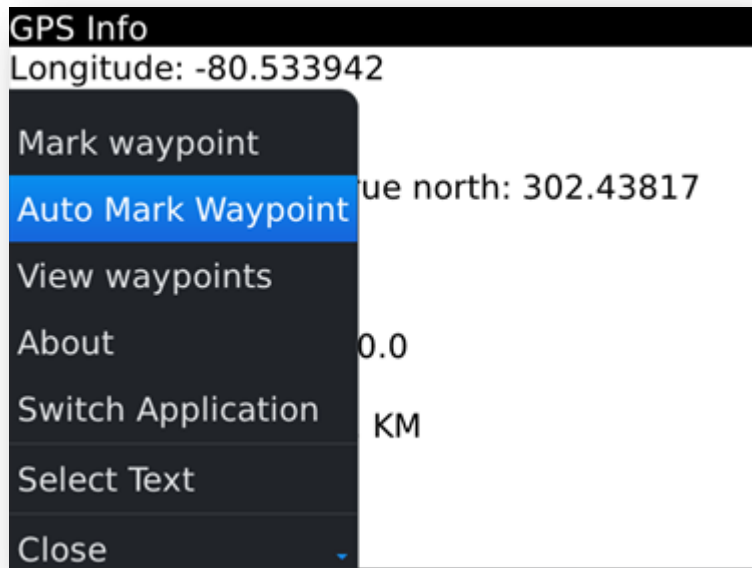 GPS Info
Longitude: -80.533942
Mark waypoint
Auto Mark Waypoint
rue north: 302.43817
View waypoints
About
0.0
Switch Application
KM
Select Text
Close